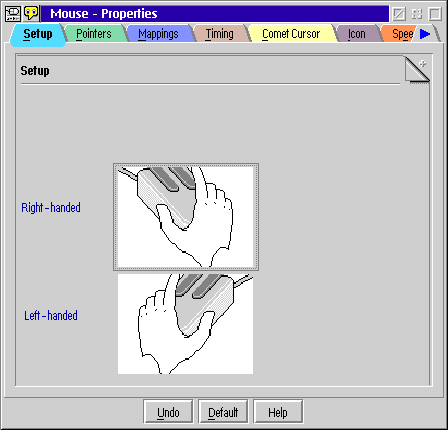 Mouse - Properties
Setup Pointers Mappings Timing Comet Cursor Icon Spee
Setup
Right-handed
Left-handed
Undo Default Help